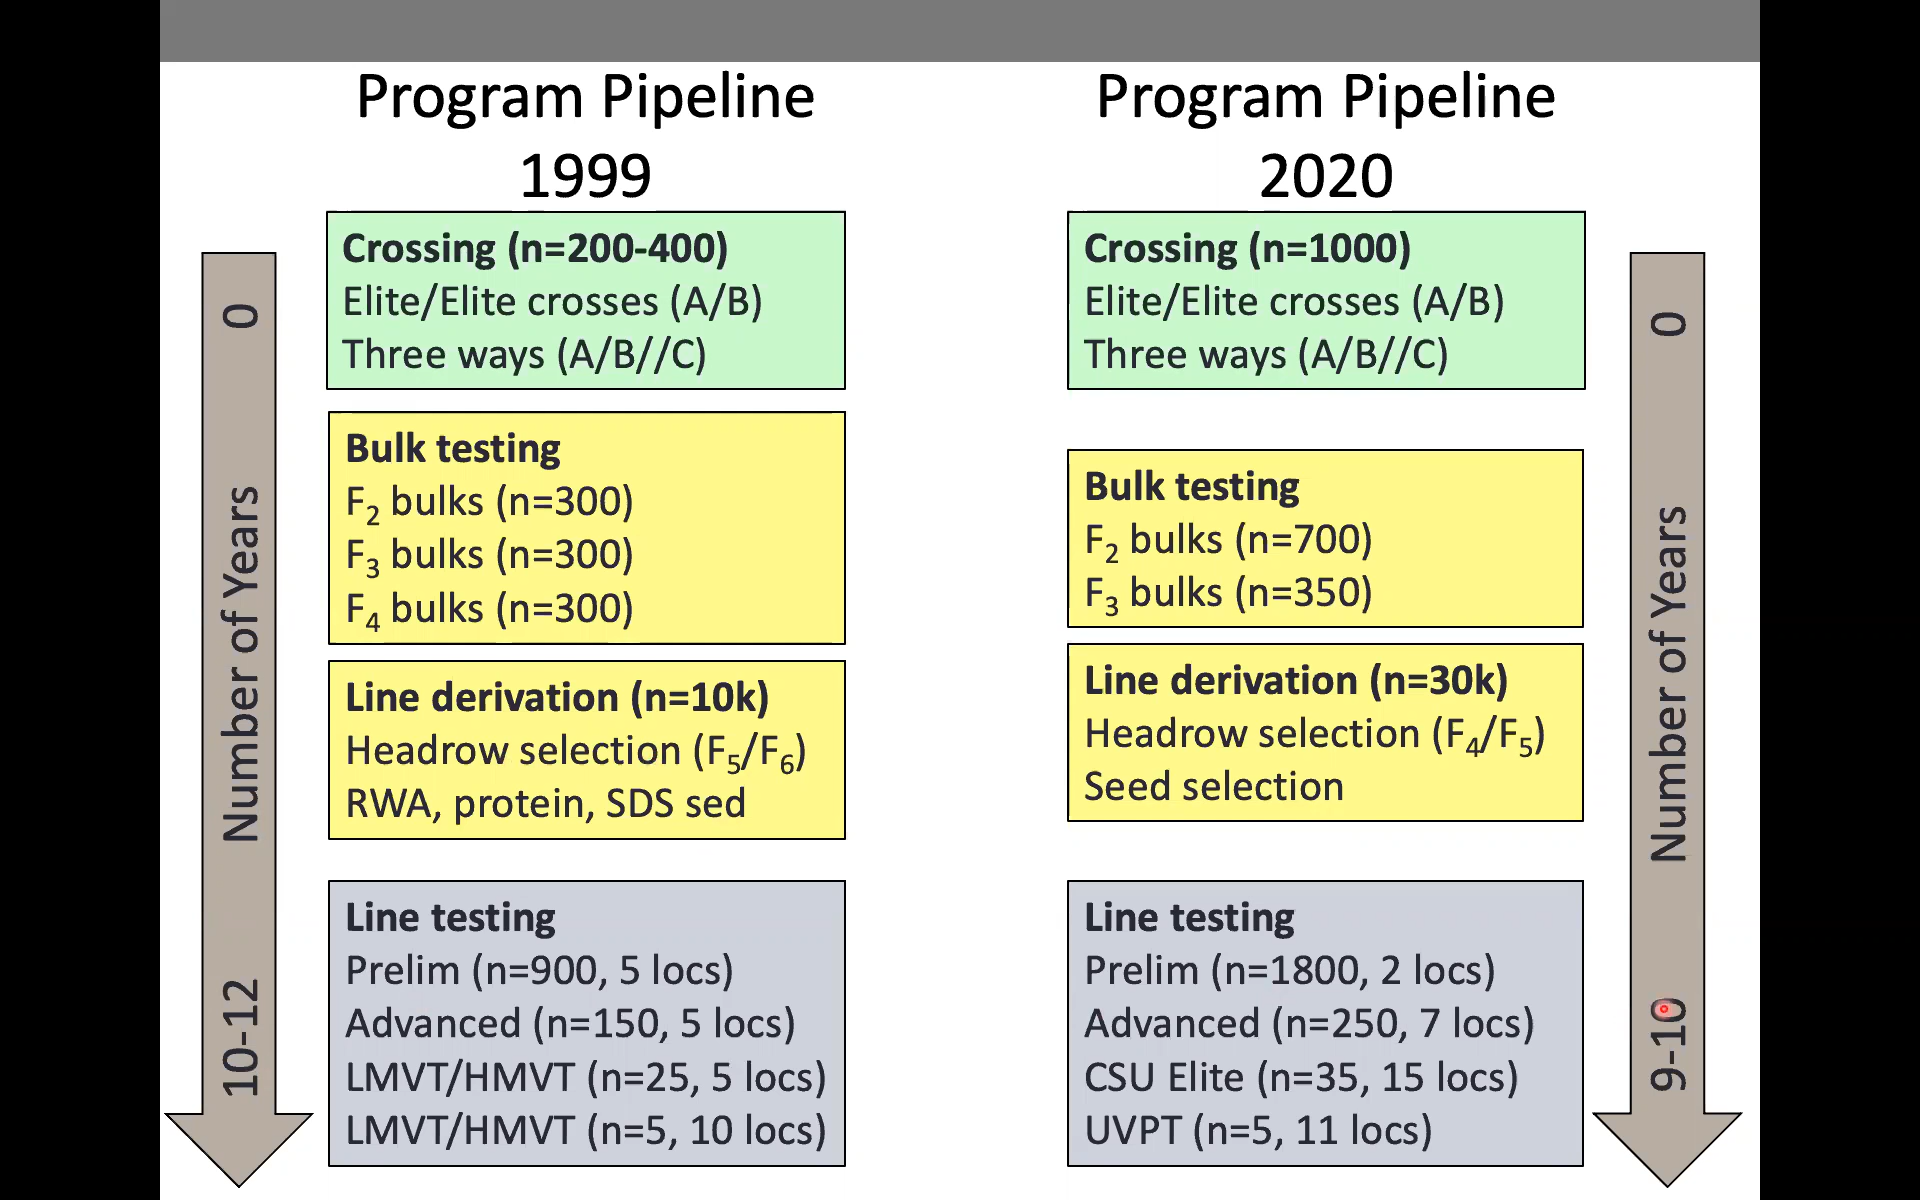 Program Pipeline
1999
0
Number of Years
10-12
Crossing (n=200-400)
Elite/Elite crosses (A/B)
Three ways (A/B//C)
Bulk testing
F2 bulks (n=300)
F3 bulks (n=300)
F4 bulks (n=300)
Line derivation (n=10k)
Headrow selection (F5/F6)
RWA, protein, SDS sed
Line testing
Prelim (n=900, 5 locs)
Advanced (n=150, 5 locs)
LMVT/HMVT (n=25, 5 locs)
LMVT/HMVT (n=5, 10 locs)
Program Pipeline
2020
Crossing (n=1000)
Elite/Elite crosses (A/B)
Three ways (A/B//C)
Bulk testing
F2 bulks (n=700)
F3 bulks (n=350)
Line derivation (n=30k)
Headrow selection (F4/F5)
Seed selection
Line testing
Prelim (n=1800, 2 locs)
Advanced (n=250, 7 locs)
CSU Elite (n=35, 15 locs)
UVPT (n=5, 11 locs)
0
Number of Years
9-10